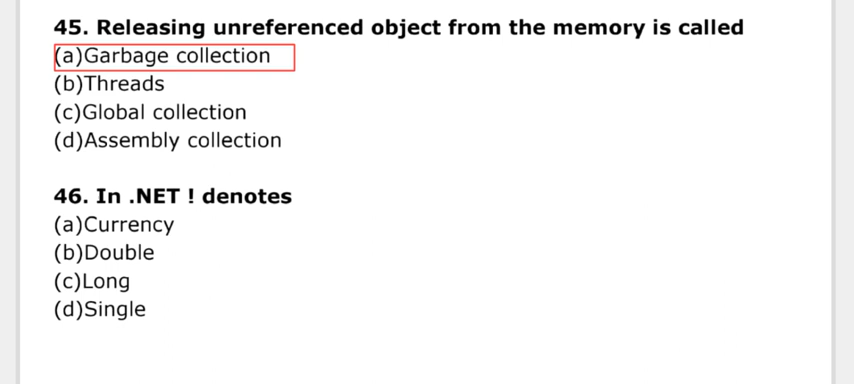 45. Releasing unreferenced object from the memory is called
(a)Garbage collection
(b)Threads
(c)Global collection
(d)Assembly collection
46. In .NET ! denotes
(a)Currency
(b)Double
(c)Long
(d)Single